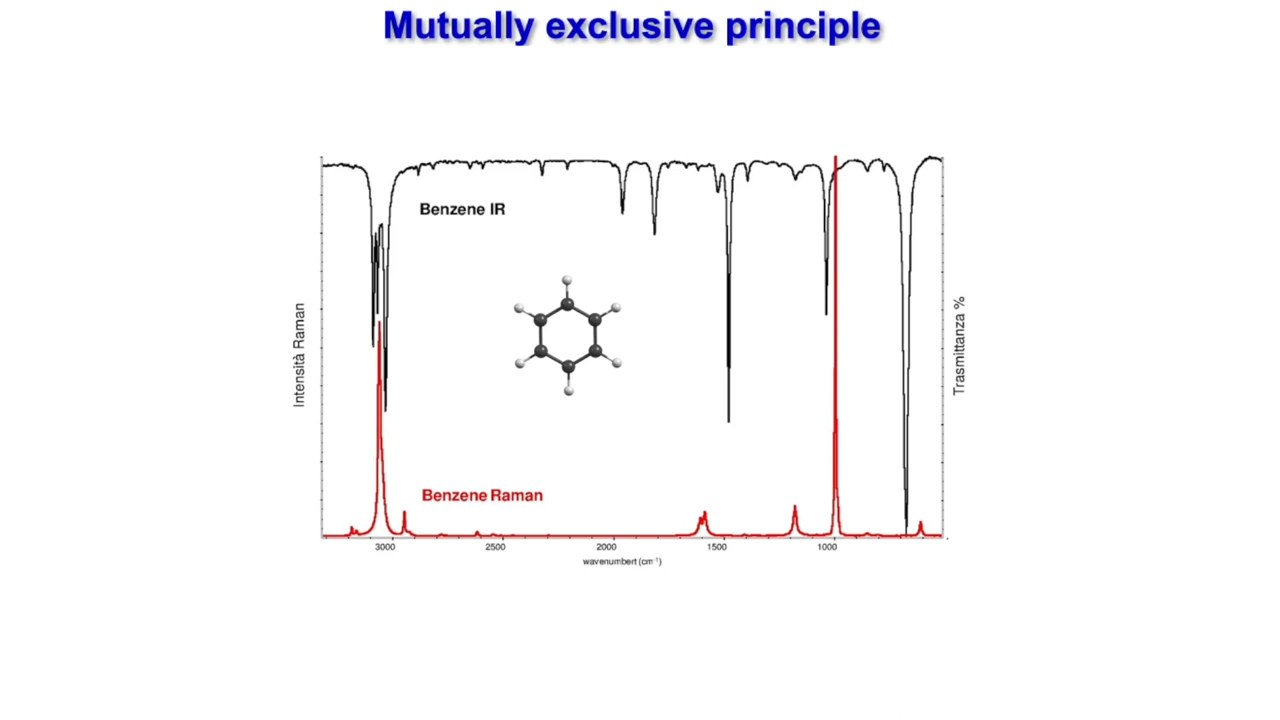 Mutually exclusive principle
Benzene IR
Intensità Raman
Trasmittanza %
Benzene Raman
3000 2500 2000 1500 1000
wavenumbert (cm⁻¹)